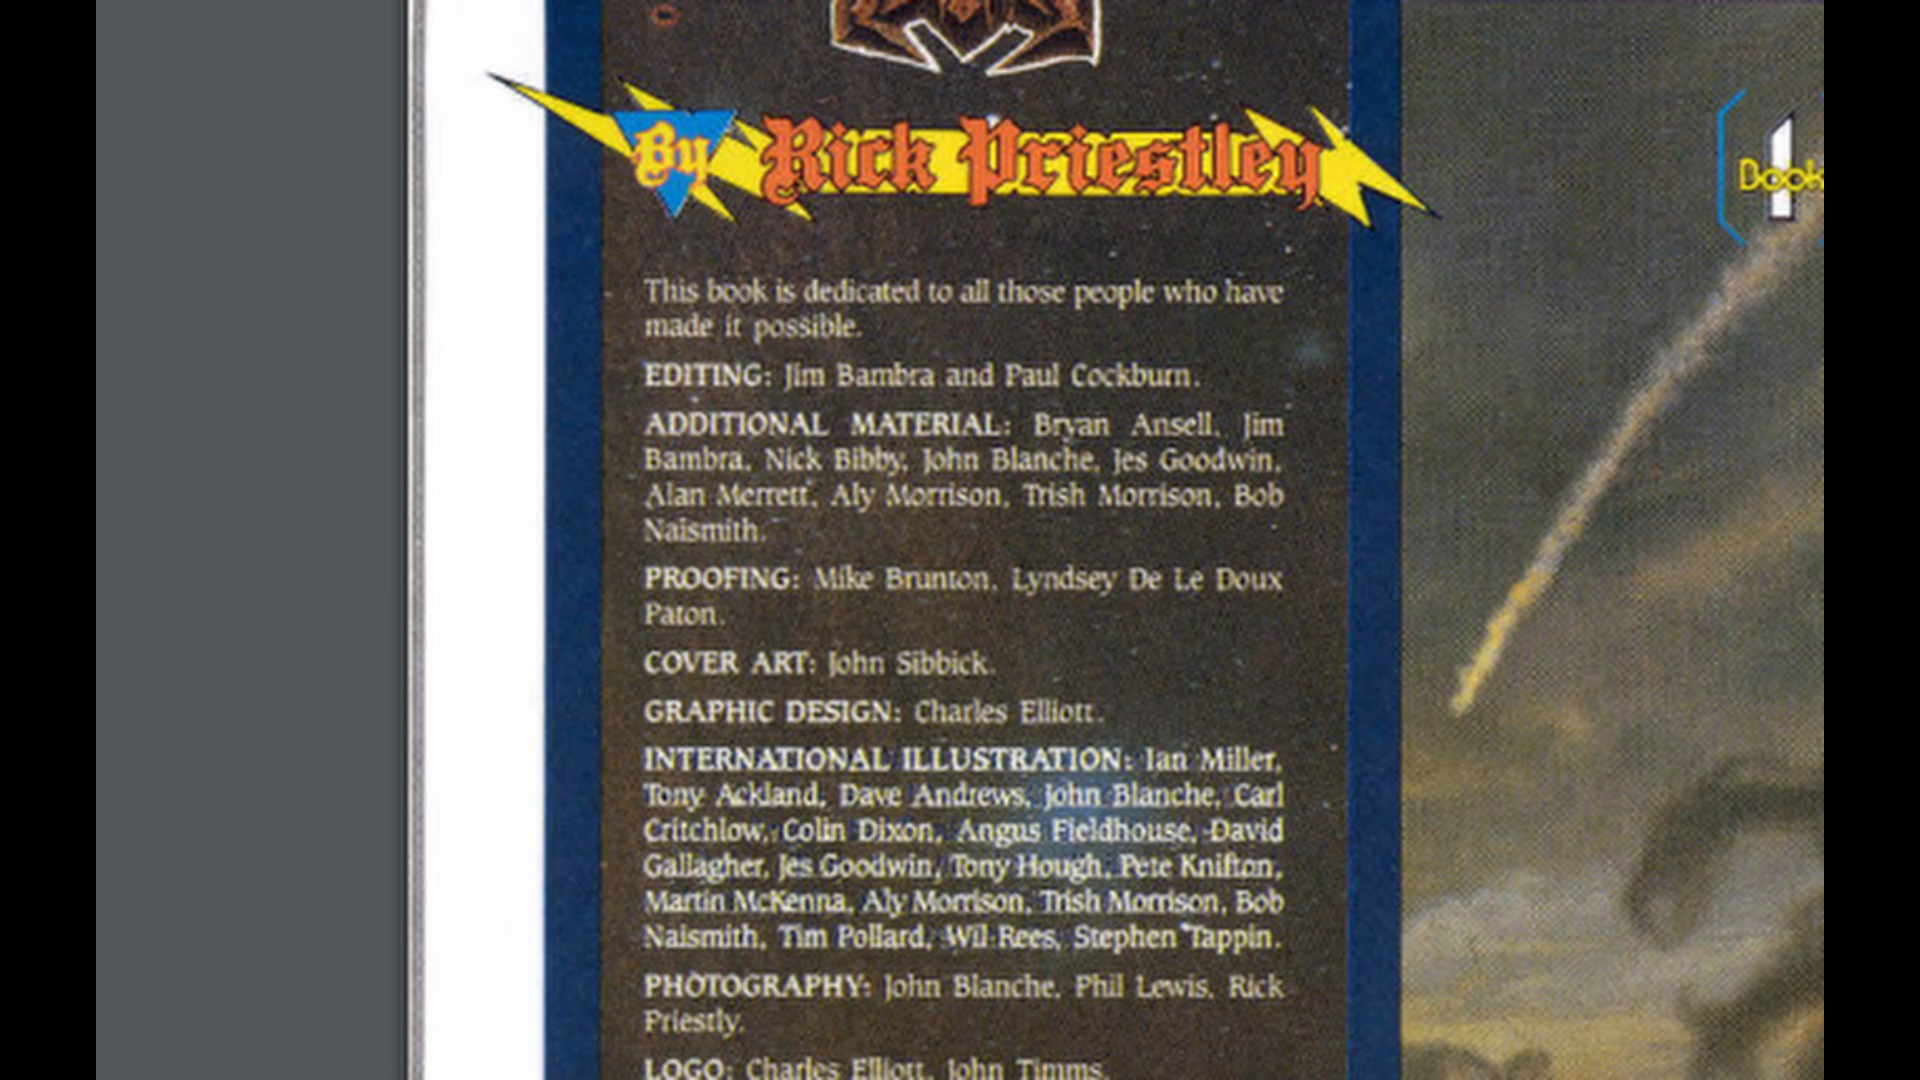 By Rick Priestley
This book is dedicated to all those people who have
made it possible.
EDITING: Jim Bambra and Paul Cockburn.
ADDITIONAL MATERIAL: Bryan Ansell, Jim
Bambra, Nick Bibby, John Blanche, Jes Goodwin,
Alan Merrett, Aly Morrison, Trish Morrison, Bob
Naismith.
PROOFING: Mike Brunton, Lyndsey De Le Doux
Paton.
COVER ART: John Sibbick.
GRAPHIC DESIGN: Charles Elliott.
INTERNATIONAL ILLUSTRATION: Ian Miller,
Tony Ackland, Dave Andrews, John Blanche, Carl
Critchlow, Colin Dixon, Angus Fieldhouse, David
Gallagher, Jes Goodwin, Tony Hough, Pete Knifton,
Martin McKenna, Aly Morrison, Trish Morrison, Bob
Naismith, Tim Pollard, Wil Rees, Stephen Tappin.
PHOTOGRAPHY: John Blanche, Phil Lewis, Rick
Priestly.
LOGO: Charles Elliott, John Timms.
Book 1